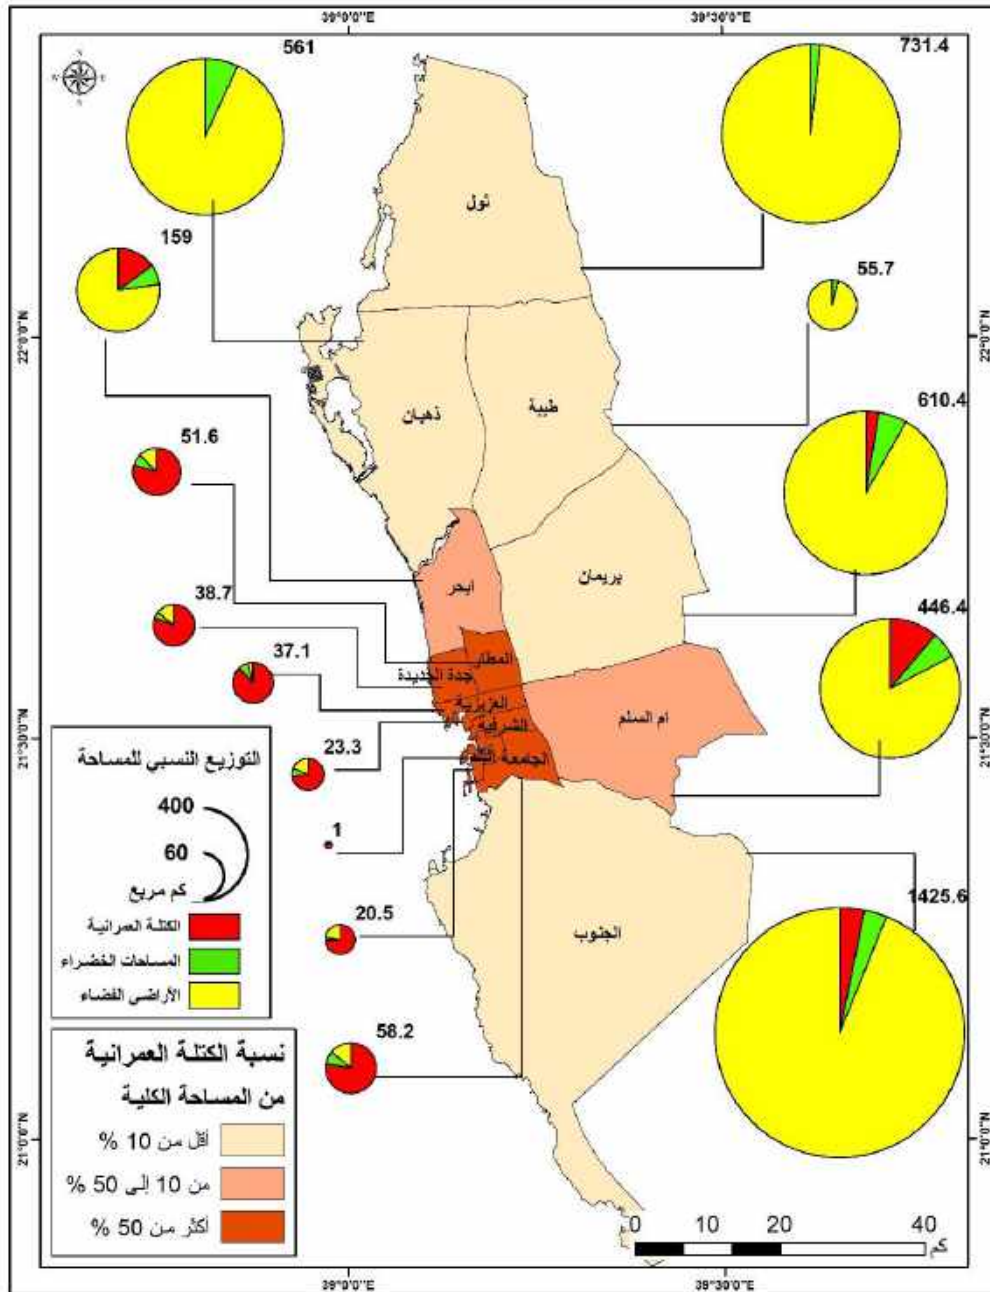 39°0'0"E
39°30'0"E
N
W
E
S
561
731.4
159
55.7
ثول
22°0'0"N
22°0'0"N
ذهبان
طيبة
610.4
51.6
ابحر
بريمان
38.7
446.4
37.1
المطار
جدة الجديدة
العزيزية
ام السلم
الشرفية
الجامعة
21°30'0"N
21°30'0"N
23.3
1
20.5
58.2
الجنوب
1425.6
التوزيع النسبي للمساحة
400
60
كم مربع
الكتلة العمرانية
المساحات الخضراء
الأراضي الفضاء
نسبة الكتلة العمرانية
من المساحة الكلية
أقل من 10 %
من 10 إلى 50 %
أكثر من 50 %
21°0'0"N
21°0'0"N
0 10 20 40
كم
39°0'0"E
39°30'0"E